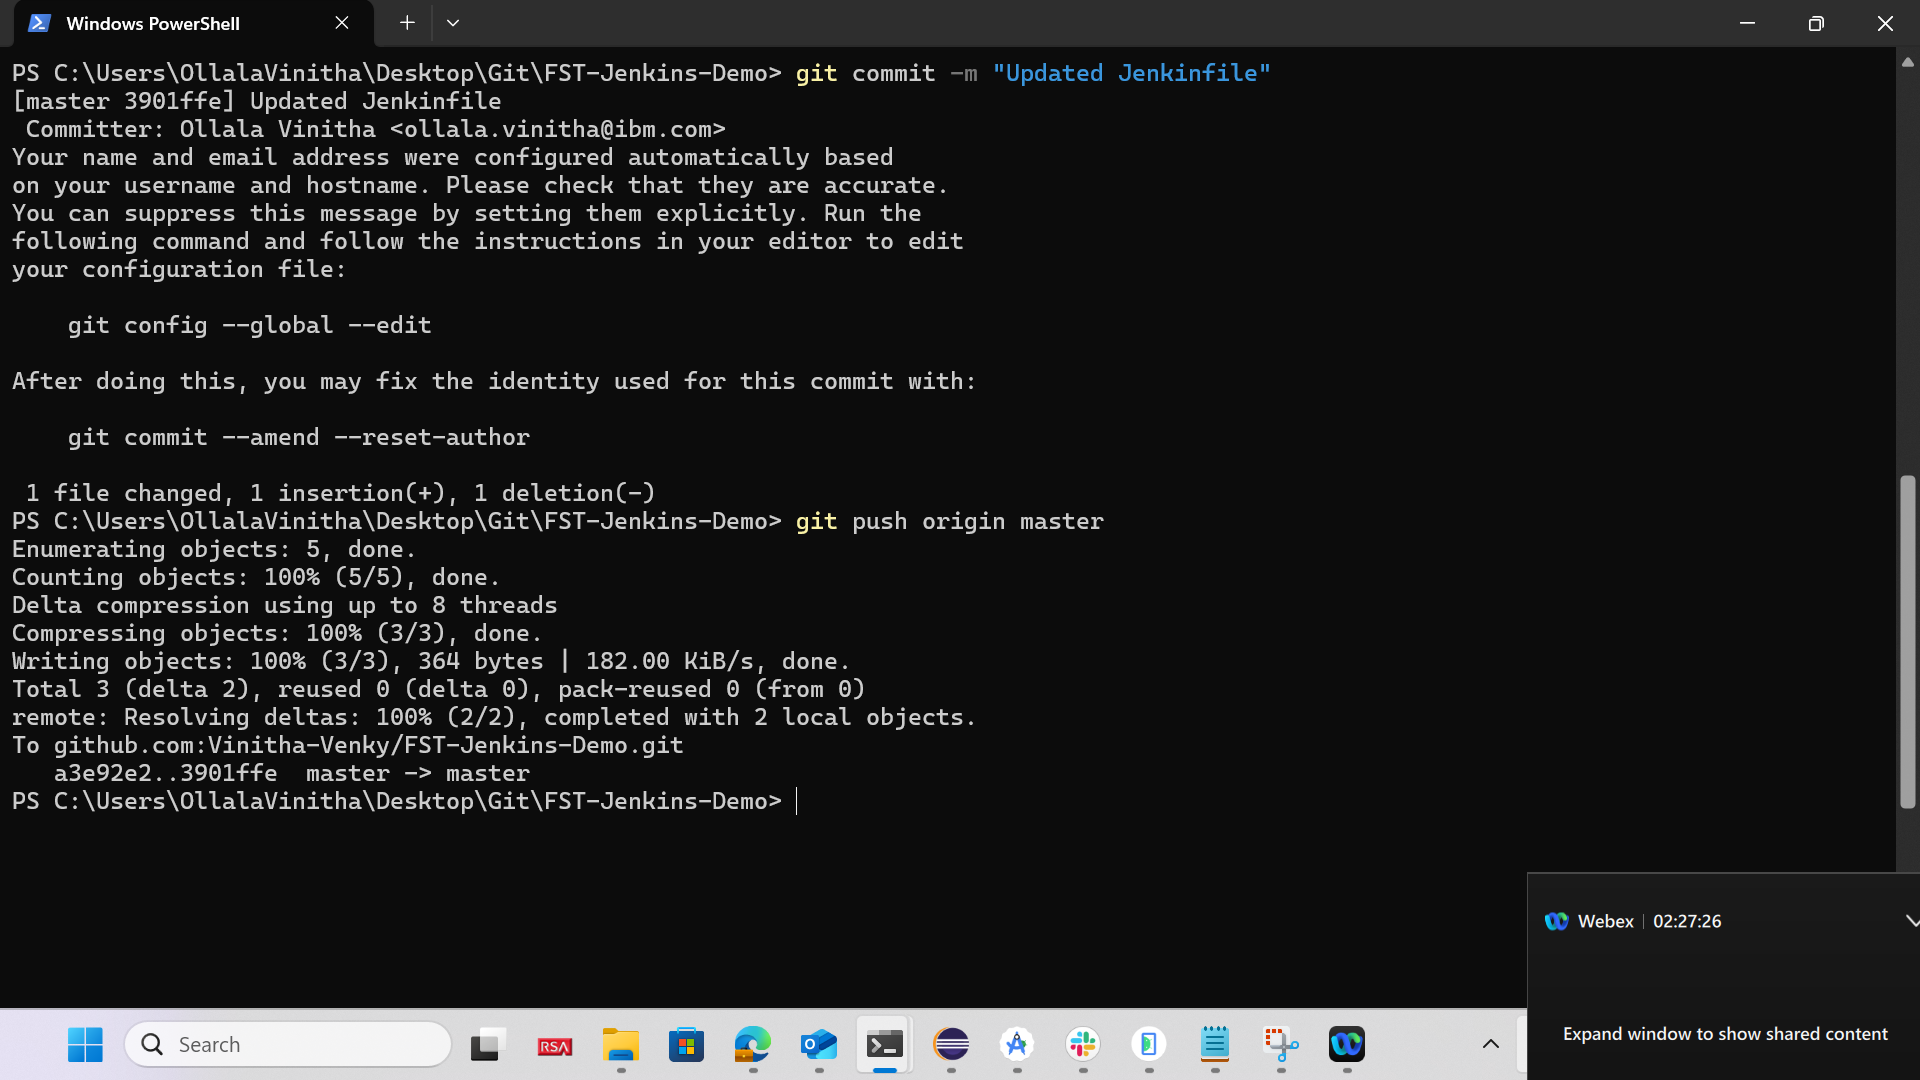 Windows PowerShell
PS C:\Users\OllalaVinitha\Desktop\Git\FST-Jenkins-Demo> git commit -m "Updated Jenkinfile"
[master 3901ffe] Updated Jenkinfile
 Committer: Ollala Vinitha <ollala.vinitha@ibm.com>
Your name and email address were configured automatically based
on your username and hostname. Please check that they are accurate.
You can suppress this message by setting them explicitly. Run the
following command and follow the instructions in your editor to edit
your configuration file:
    git config --global --edit
After doing this, you may fix the identity used for this commit with:
    git commit --amend --reset-author
 1 file changed, 1 insertion(+), 1 deletion(-)
PS C:\Users\OllalaVinitha\Desktop\Git\FST-Jenkins-Demo> git push origin master
Enumerating objects: 5, done.
Counting objects: 100% (5/5), done.
Delta compression using up to 8 threads
Compressing objects: 100% (3/3), done.
Writing objects: 100% (3/3), 364 bytes | 182.00 KiB/s, done.
Total 3 (delta 2), reused 0 (delta 0), pack-reused 0 (from 0)
remote: Resolving deltas: 100% (2/2), completed with 2 local objects.
To github.com:Vinitha-Venky/FST-Jenkins-Demo.git
   a3e92e2..3901ffe  master -> master
PS C:\Users\OllalaVinitha\Desktop\Git\FST-Jenkins-Demo>
Webex | 02:27:26
Expand window to show shared content
Search
RSA